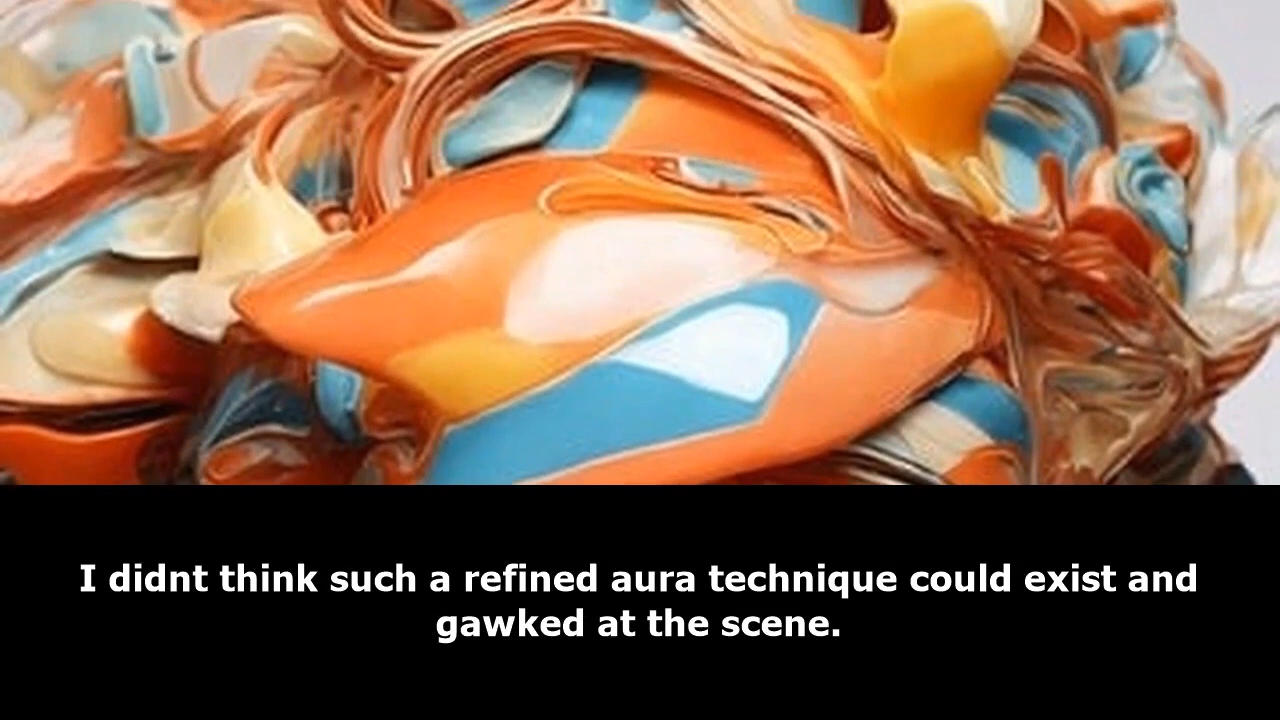 I didnt think such a refined aura technique could exist and
gawked at the scene.